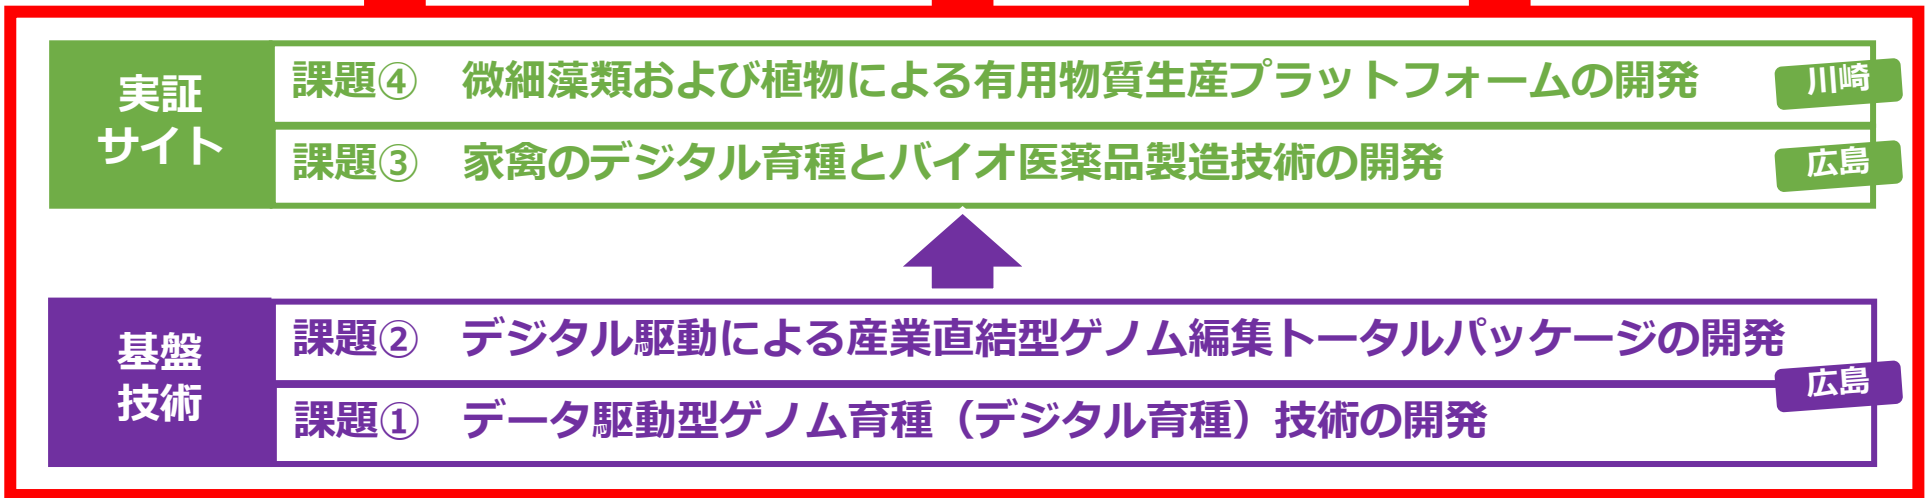 実証
サイト
課題④　微細藻類および植物による有用物質生産プラットフォームの開発
川崎
課題③　家禽のデジタル育種とバイオ医薬品製造技術の開発
広島
基盤
技術
課題②　デジタル駆動による産業直結型ゲノム編集トータルパッケージの開発
広島
課題①　データ駆動型ゲノム育種（デジタル育種）技術の開発